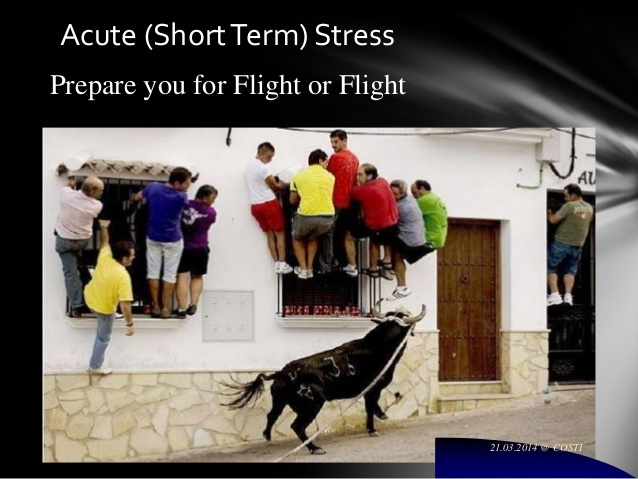 Acute (Short Term) Stress
Prepare you for Flight or Flight
21.03.2014 @ COSTI